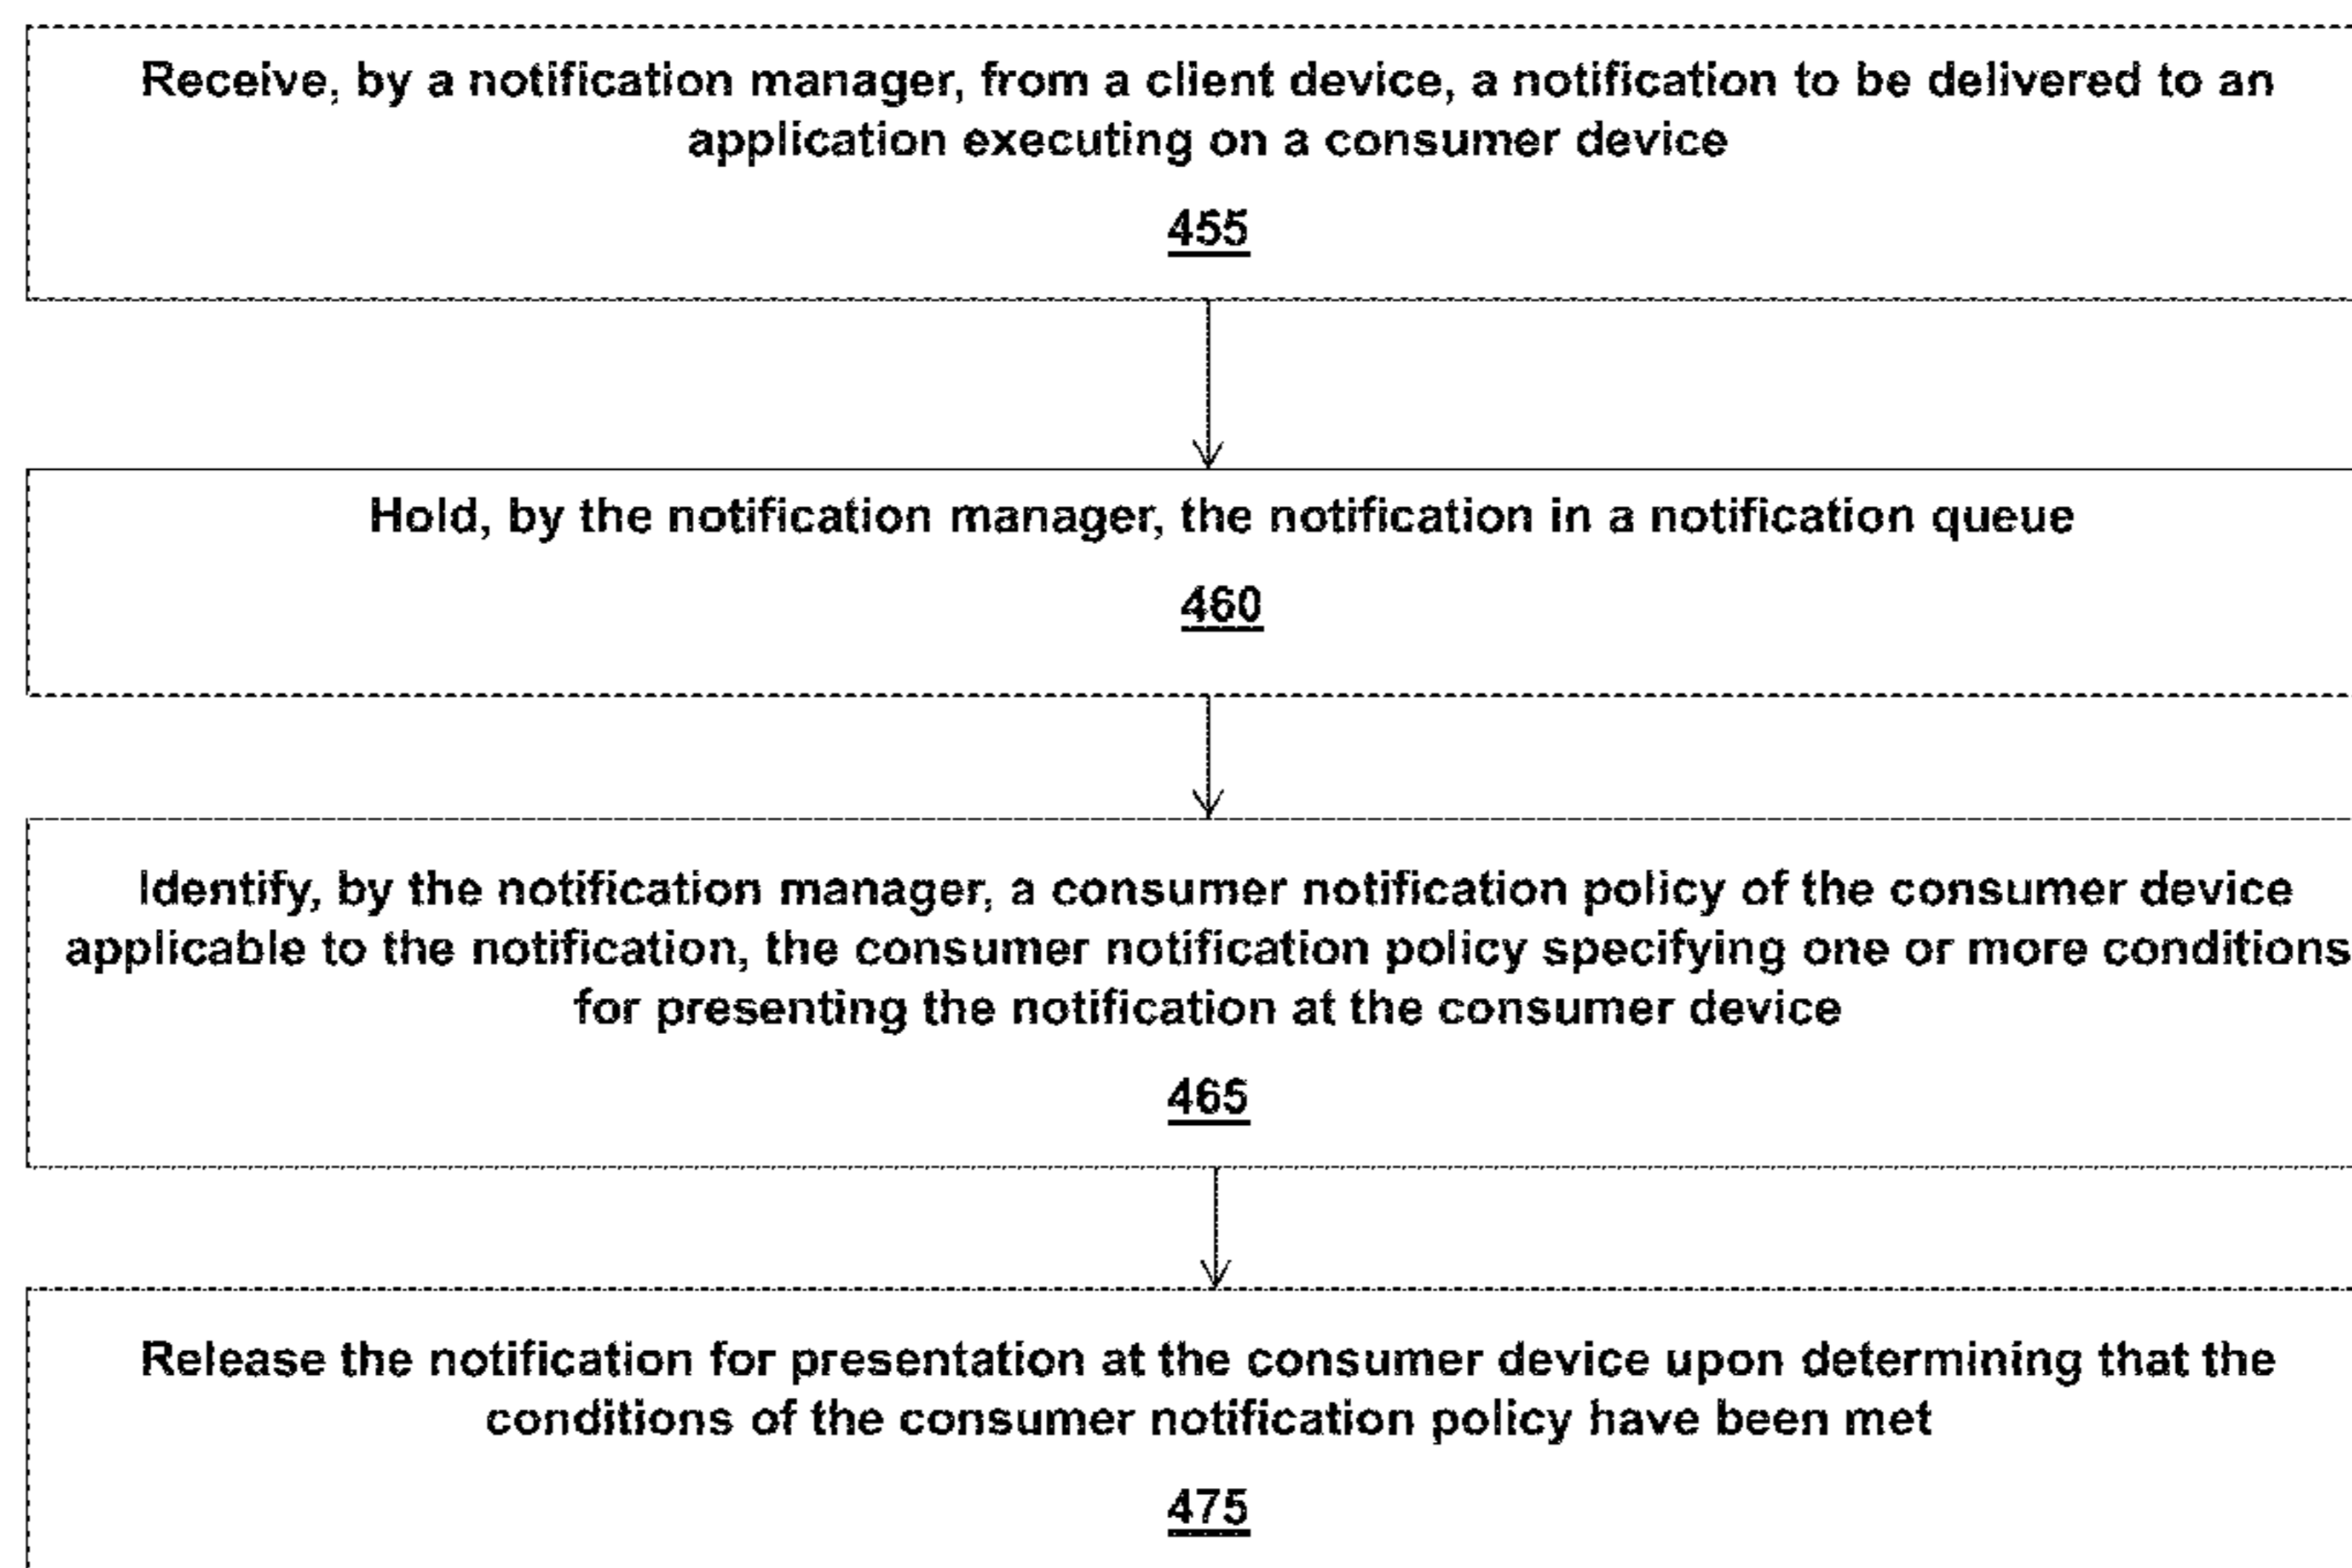 Receive, by a notification manager, from a client device, a notification to be delivered to an
application executing on a consumer device
455
Hold, by the notification manager, the notification in a notification queue
460
Identify, by the notification manager, a consumer notification policy of the consumer device
applicable to the notification, the consumer notification policy specifying one or more conditions
for presenting the notification at the consumer device
465
Release the notification for presentation at the consumer device upon determining that the
conditions of the consumer notification policy have been met
475